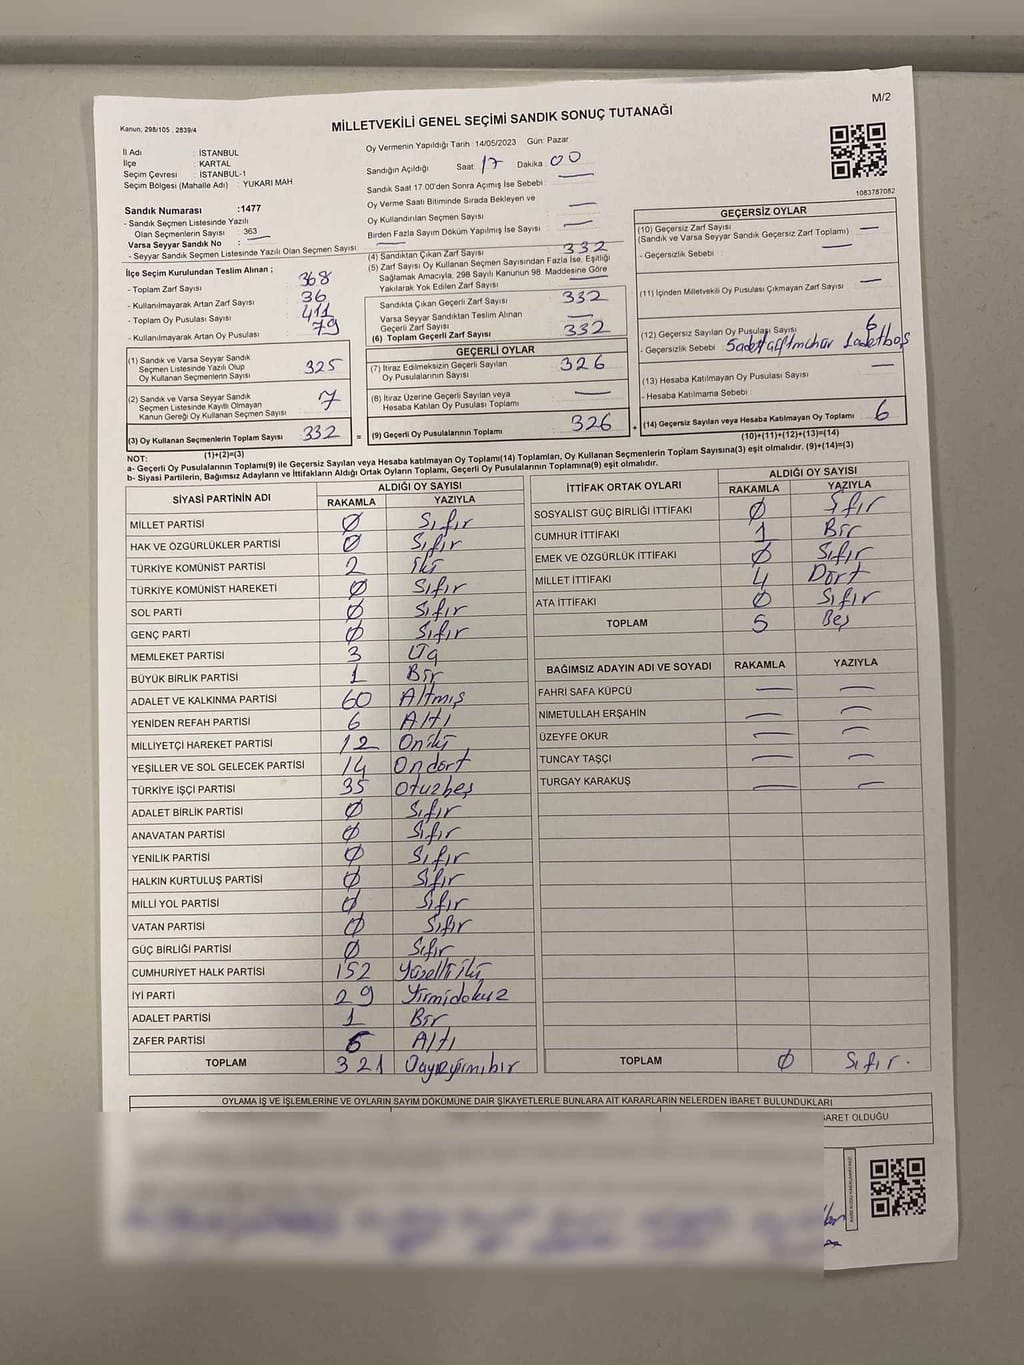 M/2
Kanun; 298/105 , 2839/4
MİLLETVEKİLİ GENEL SEÇİMİ SANDIK SONUÇ TUTANAĞI
İl Adı : İSTANBUL
İlçe : KARTAL
Seçim Çevresi : İSTANBUL-1
Seçim Bölgesi (Mahalle Adı) : YUKARI MAH
Oy Vermenin Yapıldığı Tarih : 14/05/2023 Gün: Pazar
Sandığın Açıldığı Saat: 17 Dakika: 00
Sandık Saat 17.00'den Sonra Açımış İse Sebebi :
Oy Verme Saati Bitiminde Sırada Bekleyen ve
Oy Kullandırılan Seçmen Sayısı :
Birden Fazla Sayım Döküm Yapılmış İse Sayısı :
1083787082
Sandık Numarası :1477
- Sandık Seçmen Listesinde Yazılı
Olan Seçmenlerin Sayısı : 363
Varsa Seyyar Sandık No :
- Seyyar Sandık Seçmen Listesinde Yazılı Olan Seçmen Sayısı:
İlçe Seçim Kurulundan Teslim Alınan ;
- Toplam Zarf Sayısı : 368
- Kullanılmayarak Artan Zarf Sayısı : 36
- Toplam Oy Pusulası Sayısı : 411
- Kullanılmayarak Artan Oy Pusulası : 79
(1) Sandık ve Varsa Seyyar Sandık
Seçmen Listesinde Yazılı Olup
Oy Kullanan Seçmenlerin Sayısı 325
(2) Sandık ve Varsa Seyyar Sandık
Seçmen Listesinde Kayıtlı Olmayan
Kanun Gereği Oy Kullanan Seçmen Sayısı 7
(3) Oy Kullanan Seçmenlerin Toplam Sayısı 332
(1)+(2)=(3)
(4) Sandıktan Çıkan Zarf Sayısı : 332
(5) Zarf Sayısı Oy Kullanan Seçmen Sayısından Fazla İse, Eşitliği
Sağlamak Amacıyla, 298 Sayılı Kanunun 98. Maddesine Göre
Yakılarak Yok Edilen Zarf Sayısı:
Sandıkta Çıkan Geçerli Zarf Sayısı : 332
Varsa Seyyar Sandıktan Teslim Alınan
Geçerli Zarf Sayısı :
(6) Toplam Geçerli Zarf Sayısı : 332
GEÇERLİ OYLAR
(7) İtiraz Edilmeksizin Geçerli Sayılan
Oy Pusulalarının Sayısı : 326
(8) İtiraz Üzerine Geçerli Sayılan veya
Hesaba Katılan Oy Pusulası Toplamı :
= (9) Geçerli Oy Pusulalarının Toplamı : 326
GEÇERSİZ OYLAR
(10) Geçersiz Zarf Sayısı :
(Sandık ve Varsa Seyyar Sandık Geçersiz Zarf Toplamı)
- Geçersizlik Sebebi :
(11) İçinden Milletvekili Oy Pusulası Çıkmayan Zarf Sayısı :
(12) Geçersiz Sayılan Oy Pusulası Sayısı : 6
- Geçersizlik Sebebi :
(13) Hesaba Katılmayan Oy Pusulası Sayısı :
- Hesaba Katılmama Sebebi :
+ (14) Geçersiz Sayılan veya Hesaba Katılmayan Oy Toplamı : 6
(10)+(11)+(12)+(13)=(14)
NOT:
a- Geçerli Oy Pusulalarının Toplamı(9) ile Geçersiz Sayılan veya Hesaba Katılmayan Oy Toplamı(14) Toplamları, Oy Kullanan Seçmenlerin Toplam Sayısına(3) eşit olmalıdır. (9)+(14)=(3)
b- Siyasi Partilerin, Bağımsız Adayların ve İttifakların Aldığı Ortak Oyların Toplamı, Geçerli Oy Pusulalarının Toplamına(9) eşit olmalıdır.
SİYASİ PARTİNİN ADI ALDIĞI OY SAYISI
RAKAMLA YAZIYLA
MİLLET PARTİSİ 0 Sıfır
HAK VE ÖZGÜRLÜKLER PARTİSİ 0 Sıfır
TÜRKİYE KOMÜNİST PARTİSİ 2 iki
TÜRKİYE KOMÜNİST HAREKETİ 0 Sıfır
SOL PARTİ 0 Sıfır
GENÇ PARTİ 0 Sıfır
MEMLEKET PARTİSİ 3 Üç
BÜYÜK BİRLİK PARTİSİ 1 Bir
ADALET VE KALKINMA PARTİSİ 60 Altmış
YENİDEN REFAH PARTİSİ 6 Altı
MİLLİYETÇİ HAREKET PARTİSİ 12 Oniki
YEŞİLLER VE SOL GELECEK PARTİSİ 14 Ondört
TÜRKİYE İŞÇİ PARTİSİ 35 Otuzbeş
ADALET BİRLİK PARTİSİ 0 Sıfır
ANAVATAN PARTİSİ 0 Sıfır
YENİLİK PARTİSİ 0 Sıfır
HALKIN KURTULUŞ PARTİSİ 0 Sıfır
MİLLİ YOL PARTİSİ 0 Sıfır
VATAN PARTİSİ 0 Sıfır
GÜÇ BİRLİĞİ PARTİSİ 0 Sıfır
CUMHURİYET HALK PARTİSİ 152 Yüzelliiki
İYİ PARTİ 29 Yirmidokuz
ADALET PARTİSİ 1 Bir
ZAFER PARTİSİ 6 Altı
TOPLAM 321 Üçyüzyirmibir
İTTİFAK ORTAK OYLARI ALDIĞI OY SAYISI
RAKAMLA YAZIYLA
SOSYALİST GÜÇ BİRLİĞİ İTTİFAKI 0 Sıfır
CUMHUR İTTİFAKI 1 Bir
EMEK VE ÖZGÜRLÜK İTTİFAKI 0 Sıfır
MİLLET İTTİFAKI 4 Dört
ATA İTTİFAKI 0 Sıfır
TOPLAM 5 Beş
BAĞIMSIZ ADAYIN ADI VE SOYADI RAKAMLA YAZIYLA
FAHRİ SAFA KÜPCÜ
NİMETULLAH ERŞAHİN
ÜZEYFE OKUR
TUNCAY TAŞÇI
TURGAY KARAKUŞ
TOPLAM 0 Sıfır.
OYLAMA İŞ VE İŞLEMLERİNE VE OYLARIN SAYIM DÖKÜMÜNE DAİR ŞİKAYETLERLE BUNLARA AİT KARARLARIN NELERDEN İBARET BULUNDUKLARI
BARET OLDUĞU